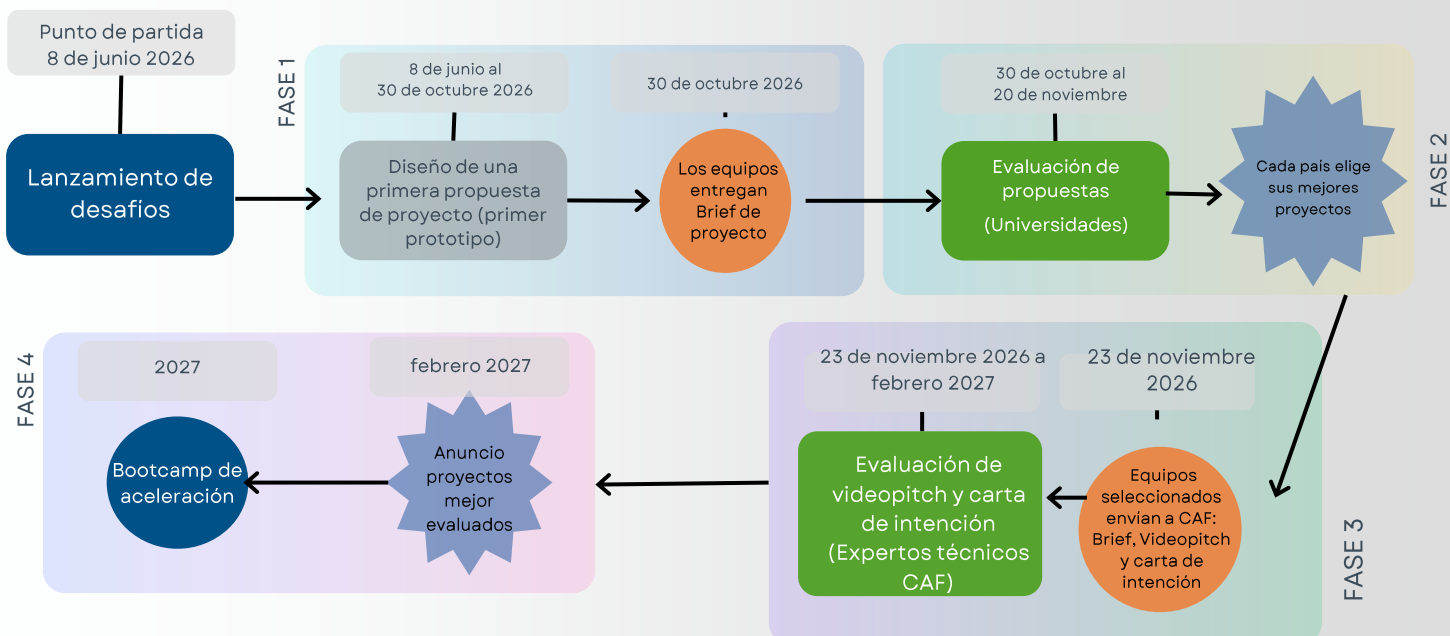 Punto de partida
8 de junio 2026
Lanzamiento de
desafíos
FASE 1
8 de junio al
30 de octubre 2026
Diseño de una
primera propuesta
de proyecto (primer
prototipo)
30 de octubre 2026
Los equipos
entregan
Brief de
proyecto
FASE 2
30 de octubre al
20 de noviembre
Evaluación de
propuestas
(Universidades)
Cada país elige
sus mejores
proyectos
FASE 3
23 de noviembre
2026
Equipos
seleccionados
envían a CAF:
Brief, Videopitch
y carta de
intención
23 de noviembre 2026 a
febrero 2027
Evaluación de
videopitch y carta
de intención
(Expertos técnicos
CAF)
FASE 4
febrero 2027
Anuncio
proyectos
mejor
evaluados
2027
Bootcamp de
aceleración